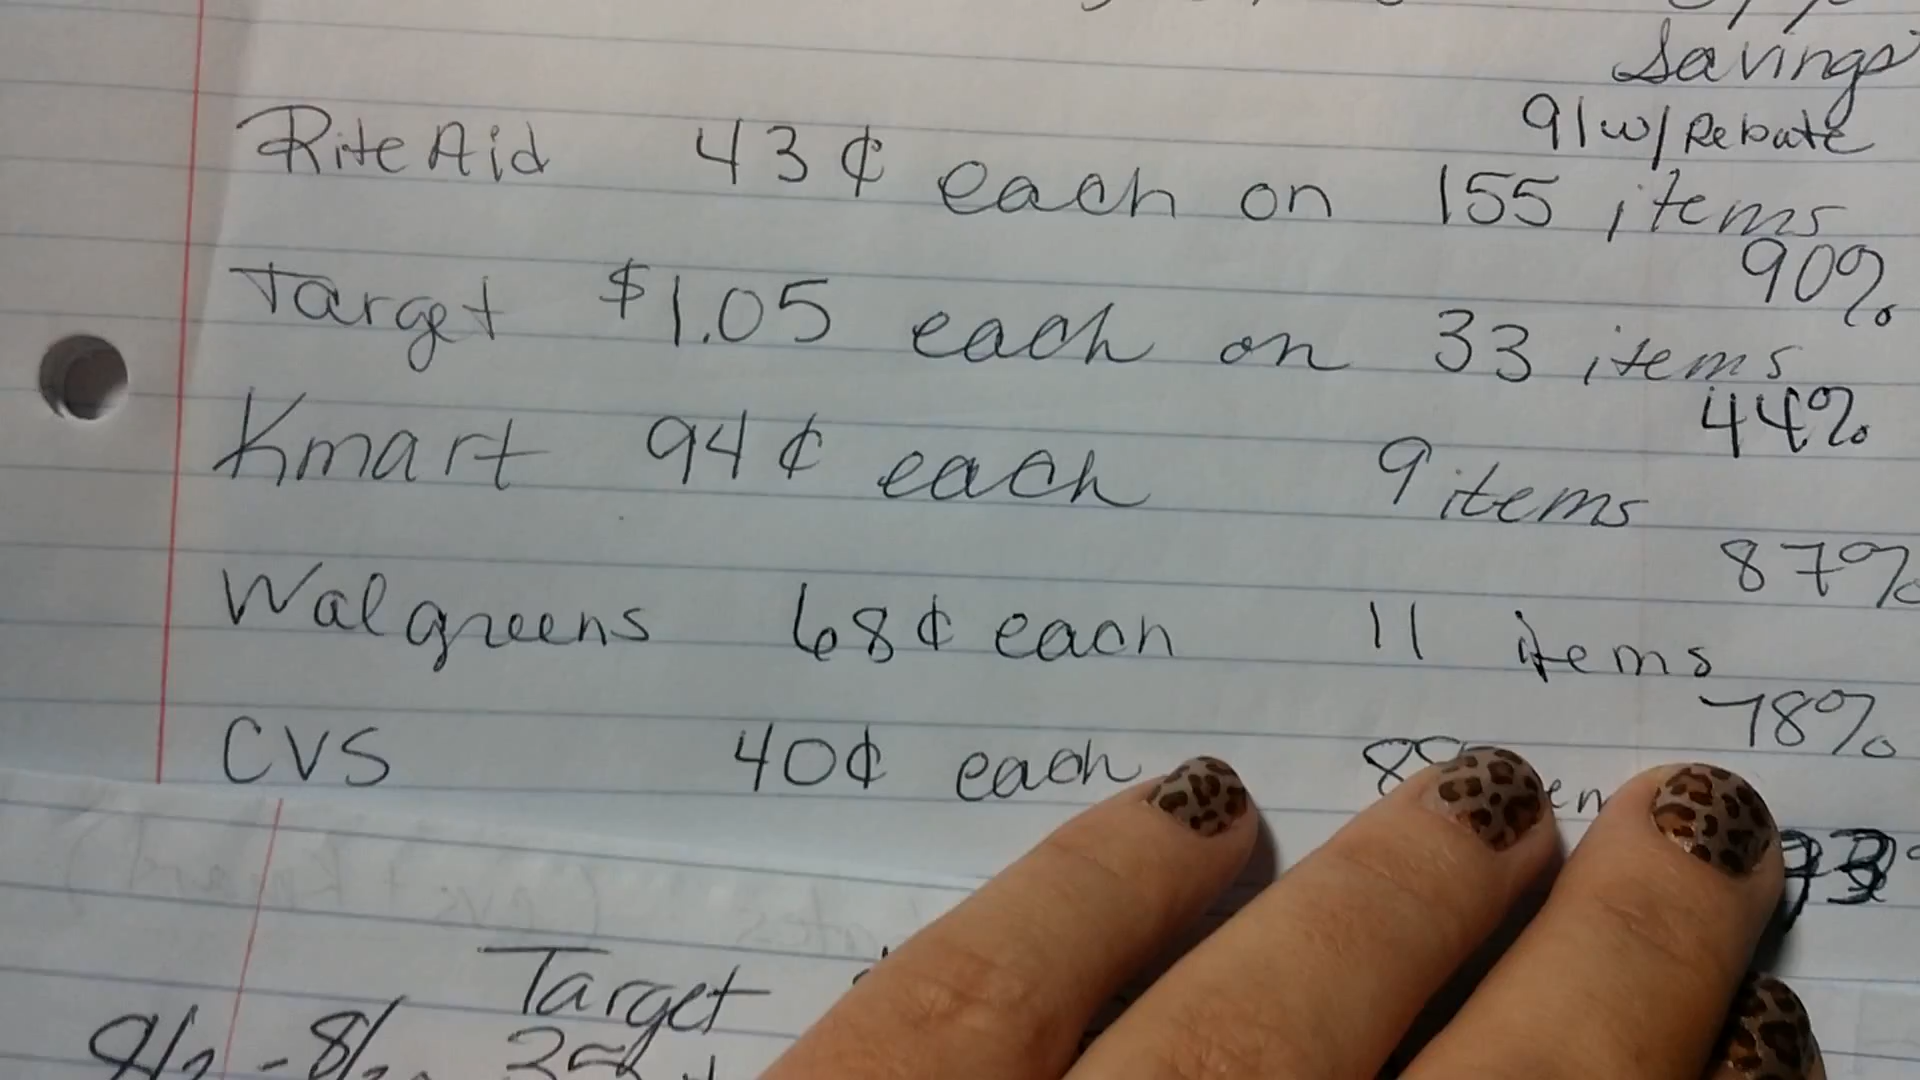 Savings
91 w/ Rebate
Rite Aid 43¢ each on 155 items
90%
Target $1.05 each on 33 items
44%
Kmart 94¢ each 9 items
87%
Walgreens 68¢ each 11 items
78%
CVS 40¢ each
Target